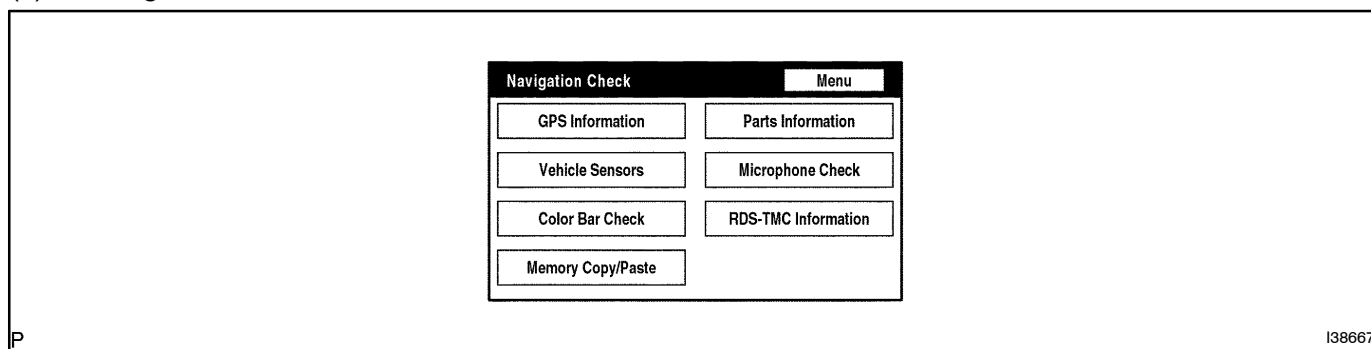 Navigation Check Menu
GPS Information Parts Information
Vehicle Sensors Microphone Check
Color Bar Check RDS-TMC Information
Memory Copy/Paste
P I38667